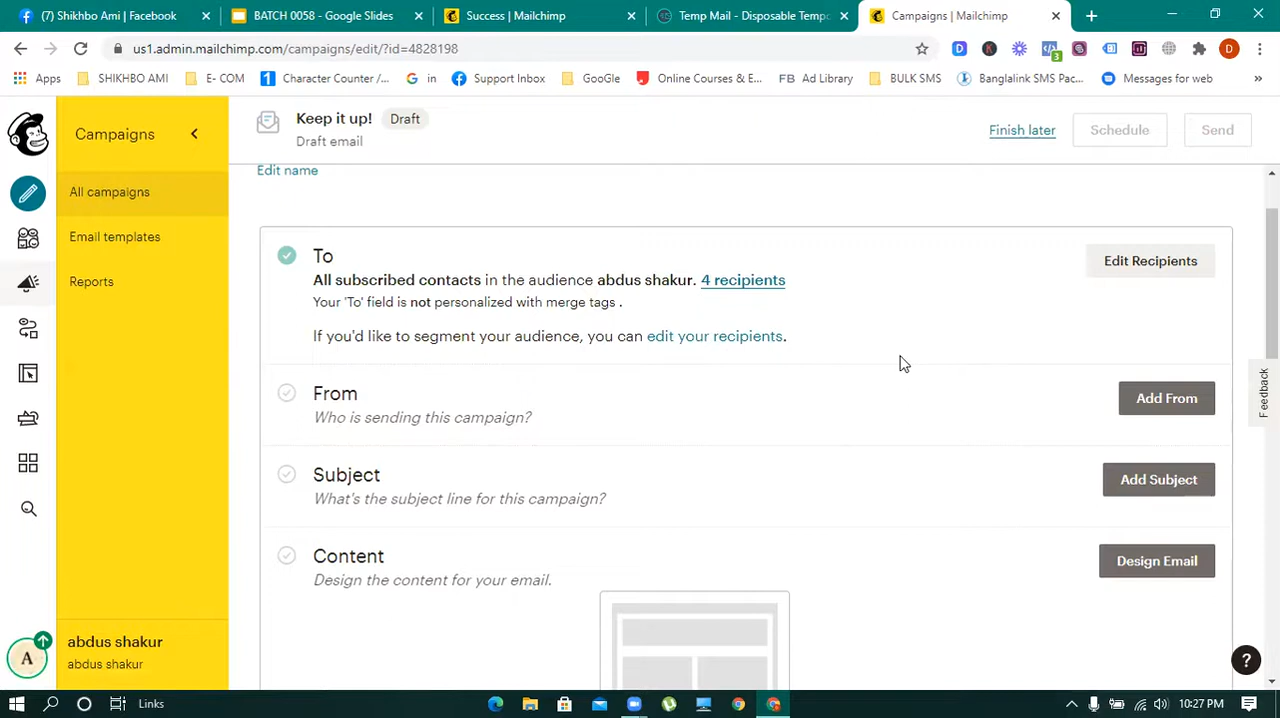 (7) Shikhbo Ami | Facebook
BATCH 0058 - Google Slides
Success | Mailchimp
Temp Mail - Disposable Tempo
Campaigns | Mailchimp
us1.admin.mailchimp.com/campaigns/edit/?id=4828198
Apps
SHIKHBO AMI
E- COM
Character Counter /...
in
Support Inbox
GooGle
Online Courses & E...
FB Ad Library
BULK SMS
Banglalink SMS Pac...
Messages for web
Campaigns
All campaigns
Email templates
Reports
abdus shakur
abdus shakur
A
Keep it up! Draft
Draft email
Finish later
Schedule
Send
Edit name
To
All subscribed contacts in the audience abdus shakur. 4 recipients
Your 'To' field is not personalized with merge tags .
If you'd like to segment your audience, you can edit your recipients.
Edit Recipients
From
Who is sending this campaign?
Add From
Subject
What's the subject line for this campaign?
Add Subject
Content
Design the content for your email.
Design Email
Feedback
?
Links
10:27 PM